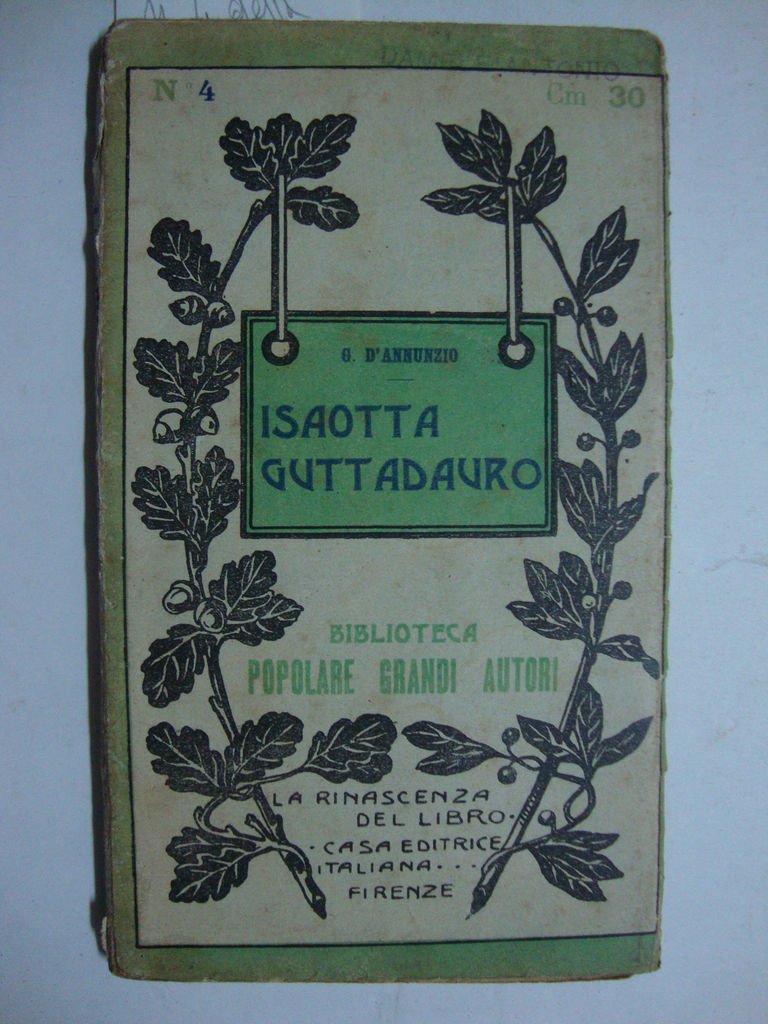 N.º 4
Cm 30
G. D'ANNUNZIO
ISAOTTA
GUTTADAURO
BIBLIOTECA
POPOLARE GRANDI AUTORI
LA RINASCENZA
DEL LIBRO·
·CASA EDITRICE
ITALIANA···
FIRENZE